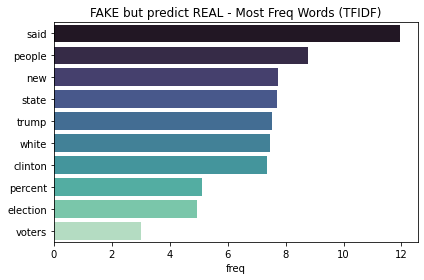 FAKE but predict REAL - Most Freq Words (TFIDF)
said
people
new
state
trump
white
clinton
percent
election
voters
0 2 4 6 8 10 12
freq